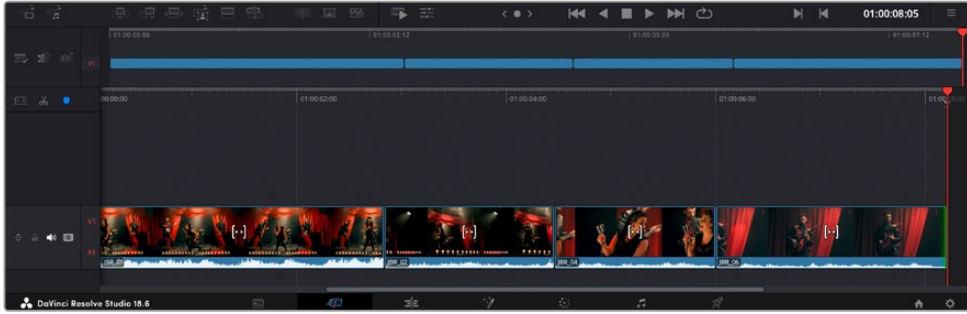 01:00:08:05
01:00:00:00 01:00:02:12 01:00:05:00 01:00:07:12
V1
00:00:00 01:00:02:00 01:00:04:00 01:00:06:00
V1
A1
JBR_01 JBR_02 JBR_04 JBR_06
DaVinci Resolve Studio 18.6